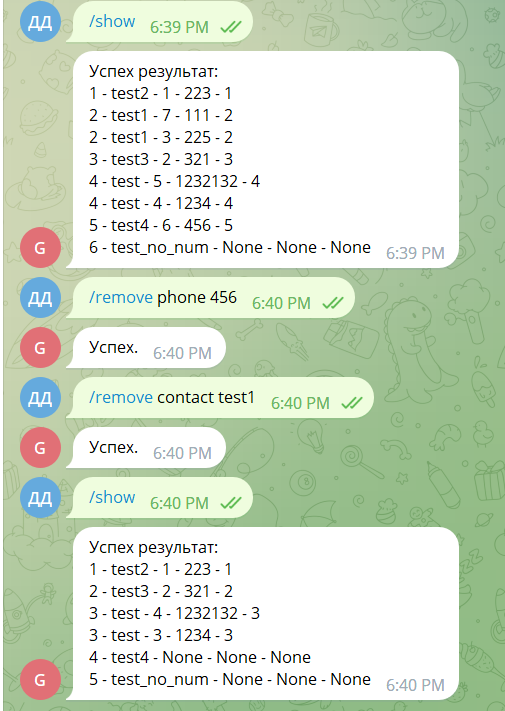 ДД
/show 6:39 PM
Успех результат:
1 - test2 - 1 - 223 - 1
2 - test1 - 7 - 111 - 2
2 - test1 - 3 - 225 - 2
3 - test3 - 2 - 321 - 3
4 - test - 5 - 1232132 - 4
4 - test - 4 - 1234 - 4
5 - test4 - 6 - 456 - 5
6 - test_no_num - None - None - None 6:39 PM
G
ДД
/remove phone 456 6:40 PM
G
Успех. 6:40 PM
ДД
/remove contact test1 6:40 PM
G
Успех. 6:40 PM
ДД
/show 6:40 PM
Успех результат:
1 - test2 - 1 - 223 - 1
2 - test3 - 2 - 321 - 2
3 - test - 4 - 1232132 - 3
3 - test - 3 - 1234 - 3
4 - test4 - None - None - None
5 - test_no_num - None - None - None 6:40 PM
G